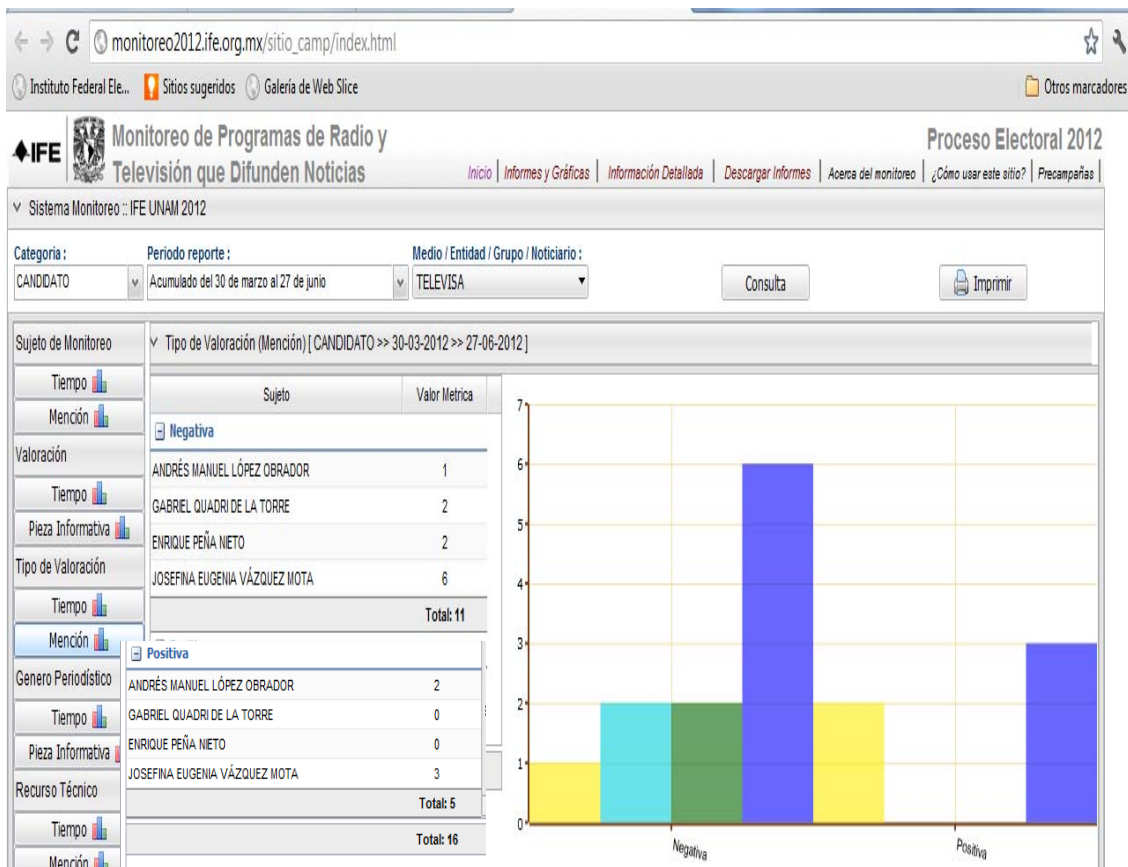 monitoreo2012.ife.org.mx/sitio_camp/index.html
Instituto Federal Ele... Sitios sugeridos Galería de Web Slice Otros marcadores
IFE
Monitoreo de Programas de Radio y
Televisión que Difunden Noticias
Proceso Electoral 2012
Inicio | Informes y Gráficas | Información Detallada | Descargar Informes | Acerca del monitoreo | ¿Cómo usar este sitio? | Precampañas |
Sistema Monitoreo :: IFE UNAM 2012
Categoria : Periodo reporte : Medio / Entidad / Grupo / Noticiario :
CANDIDATO Acumulado del 30 de marzo al 27 de junio TELEVISA Consulta Imprimir
Sujeto de Monitoreo
Tiempo
Mención
Valoración
Tiempo
Pieza Informativa
Tipo de Valoración
Tiempo
Mención
Genero Periodístico
Tiempo
Pieza Informativa
Recurso Técnico
Tiempo
Mención
Tipo de Valoración (Mención) [ CANDIDATO >> 30-03-2012 >> 27-06-2012 ]
Sujeto Valor Metrica
Negativa
ANDRÉS MANUEL LÓPEZ OBRADOR 1
GABRIEL QUADRI DE LA TORRE 2
ENRIQUE PEÑA NIETO 2
JOSEFINA EUGENIA VÁZQUEZ MOTA 6
Total: 11
Positiva
ANDRÉS MANUEL LÓPEZ OBRADOR 2
GABRIEL QUADRI DE LA TORRE 0
ENRIQUE PEÑA NIETO 0
JOSEFINA EUGENIA VÁZQUEZ MOTA 3
Total: 5
Total: 16
7
6
5
4
3
2
1
0
Negativa Positiva